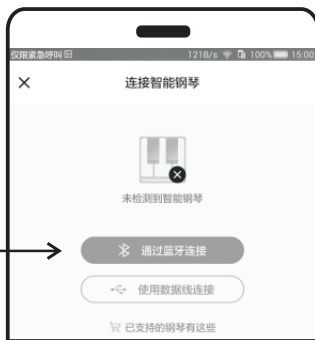 仅限紧急呼叫 121B/s 100% 15:00
连接智能钢琴
未检测到智能钢琴
通过蓝牙连接
使用数据线连接
已支持的钢琴有这些